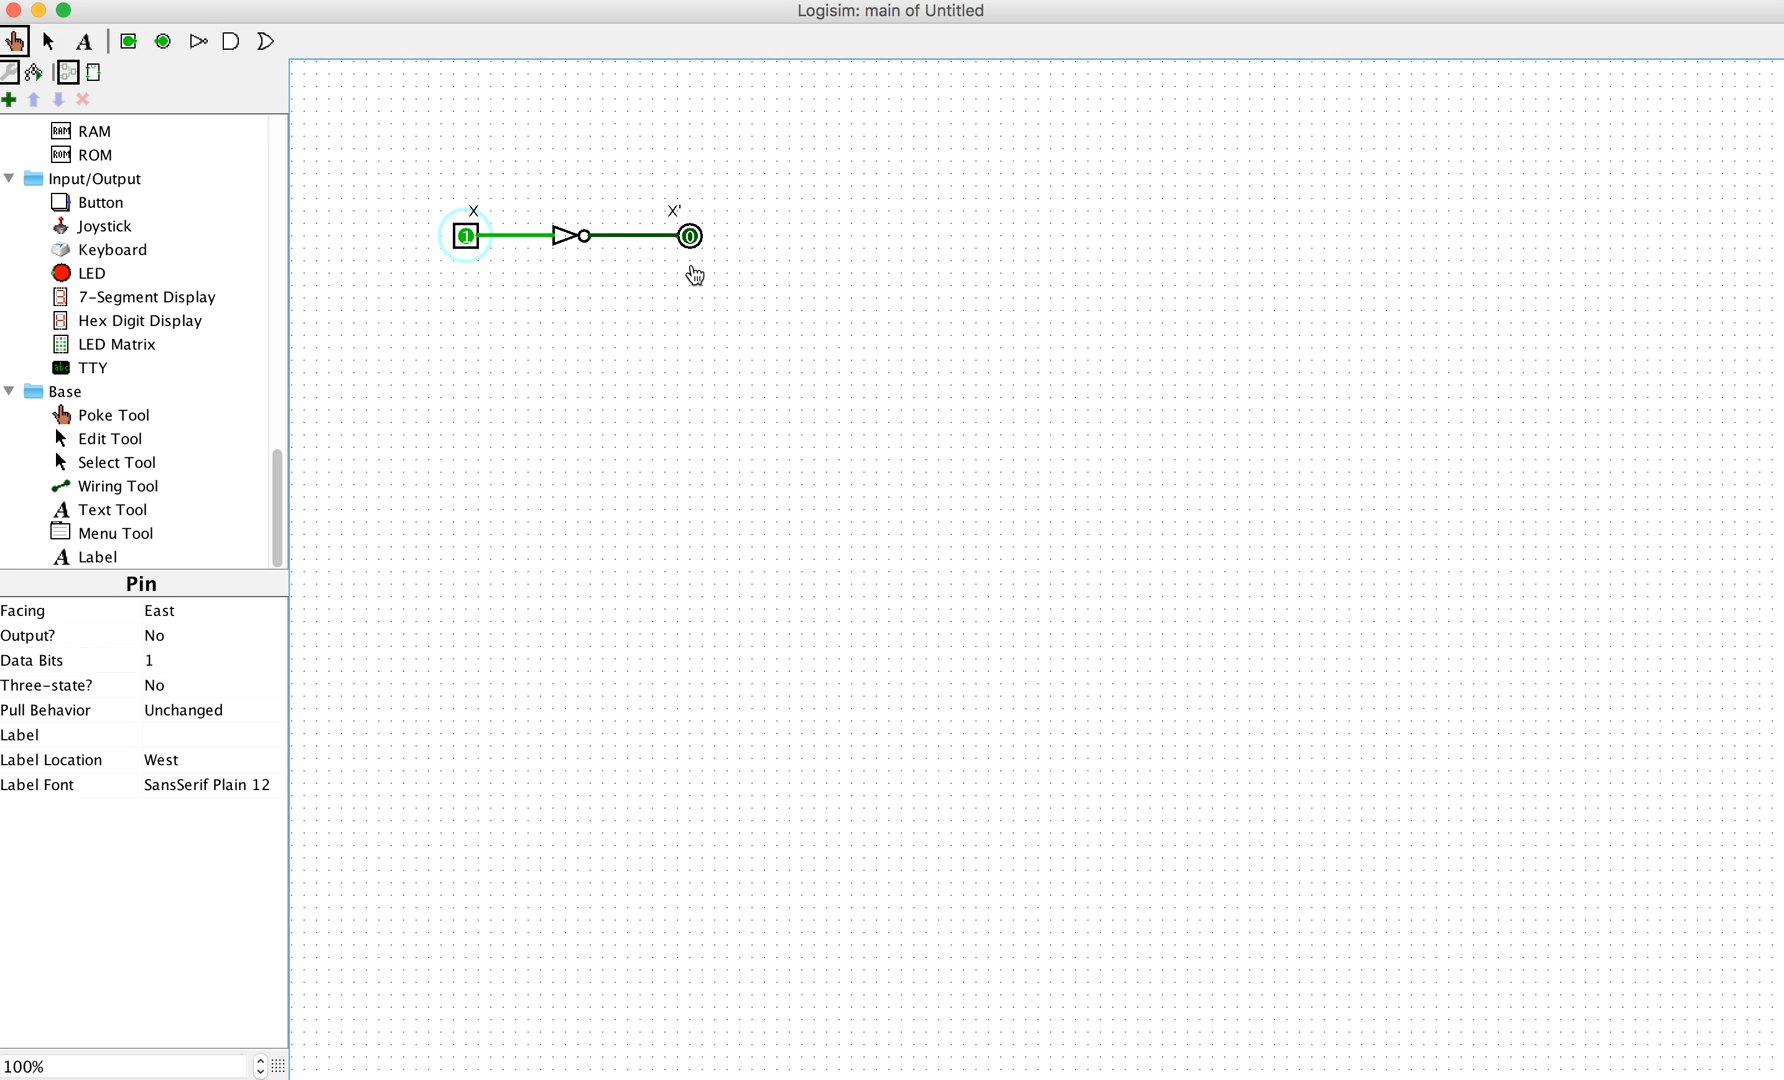 Logisim: main of Untitled
A
RAM RAM
ROM ROM
Input/Output
Button
Joystick
Keyboard
LED
7-Segment Display
Hex Digit Display
LED Matrix
abc TTY
Base
Poke Tool
Edit Tool
Select Tool
Wiring Tool
A Text Tool
Menu Tool
A Label
Pin
Facing East
Output? No
Data Bits 1
Three-state? No
Pull Behavior Unchanged
Label
Label Location West
Label Font SansSerif Plain 12
100%
X X'
1 0